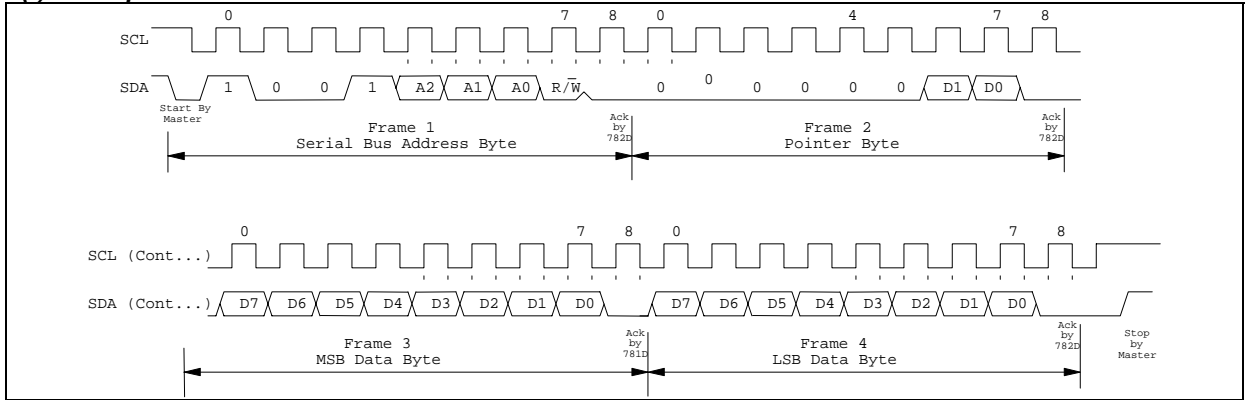 0 7 8 0 4 7 8
SCL
SDA 1 0 0 1 A2 A1 A0 R/W̅ 0 0 0 0 0 0 D1 D0
Start By
Master
Ack
by
782D
Ack
by
782D
Frame 1
Serial Bus Address Byte
Frame 2
Pointer Byte
0 7 8 0 7 8
SCL (Cont...)
SDA (Cont...) D7 D6 D5 D4 D3 D2 D1 D0 D7 D6 D5 D4 D3 D2 D1 D0
Ack
by
781D
Ack
by
782D
Stop
by
Master
Frame 3
MSB Data Byte
Frame 4
LSB Data Byte